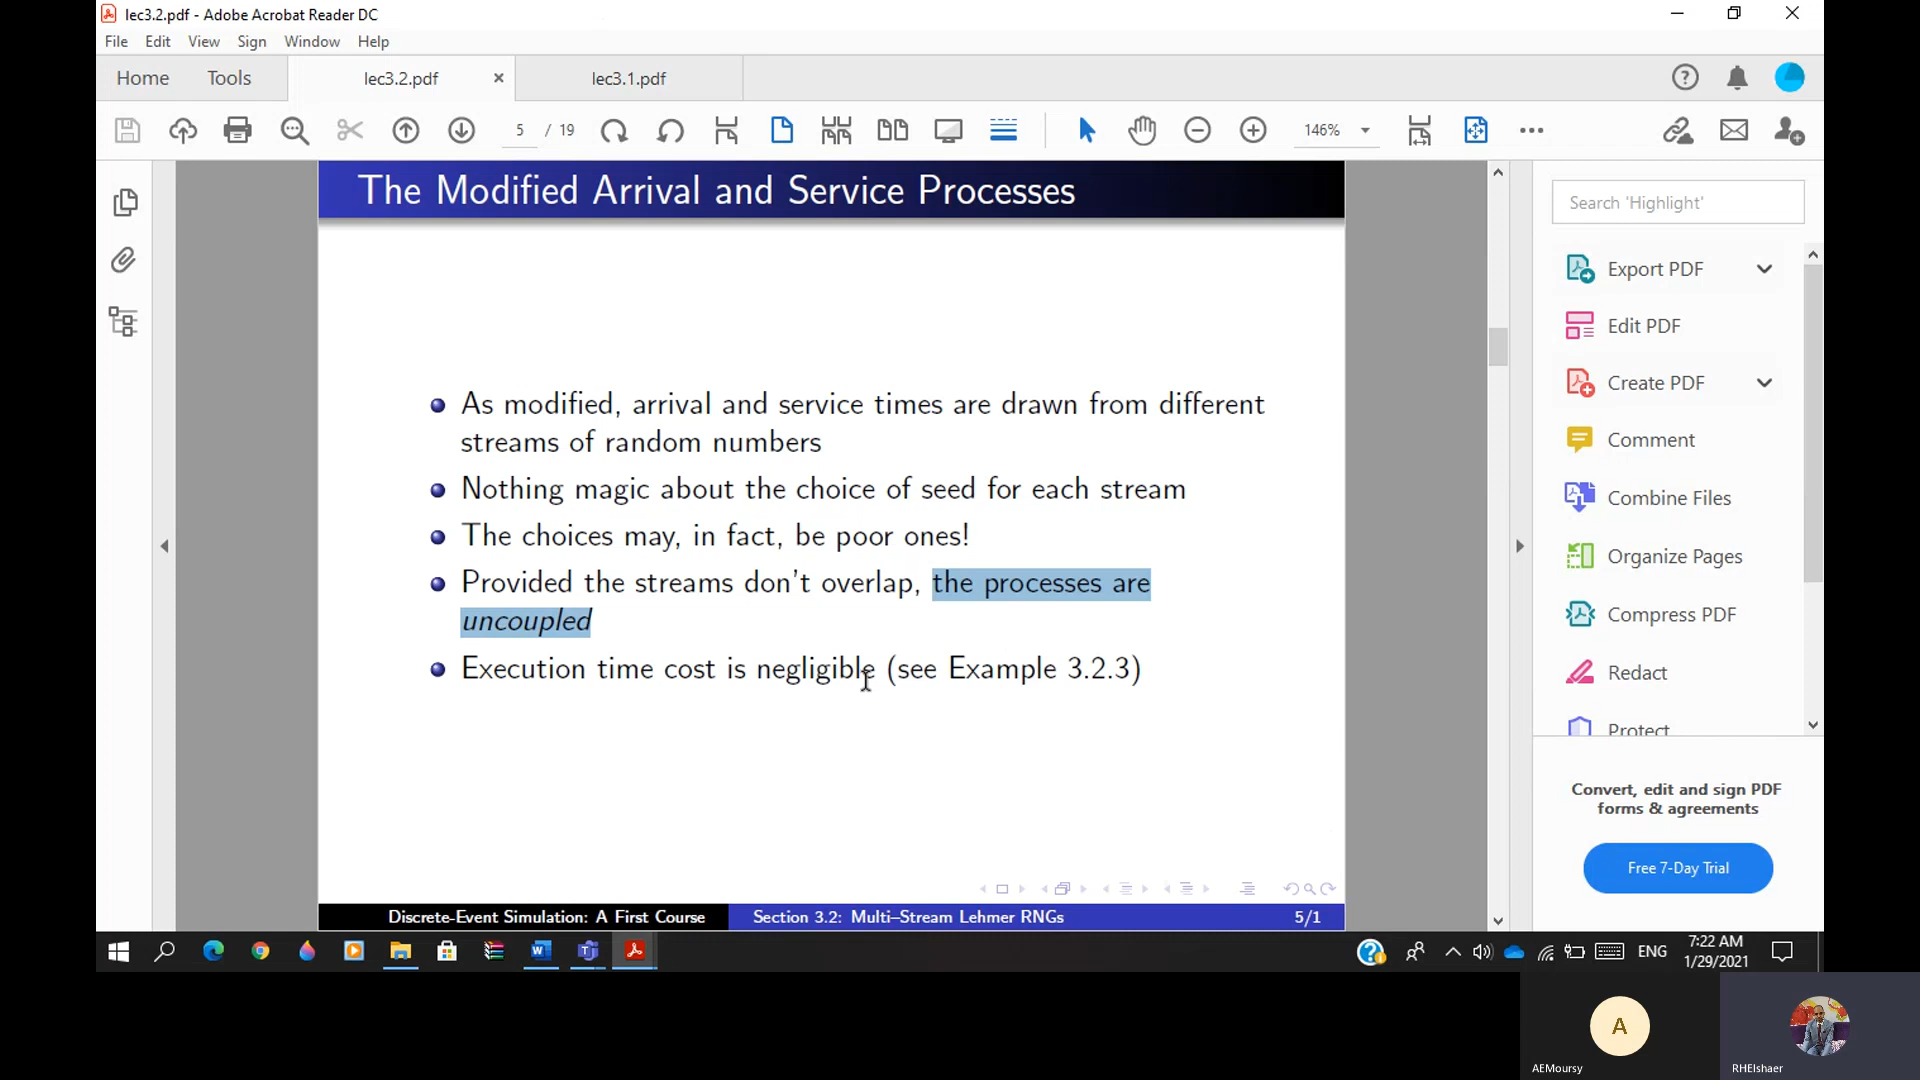 lec3.2.pdf - Adobe Acrobat Reader DC
File Edit View Sign Window Help
Home Tools lec3.2.pdf lec3.1.pdf
5 / 19 146%
The Modified Arrival and Service Processes
As modified, arrival and service times are drawn from different
streams of random numbers
Nothing magic about the choice of seed for each stream
The choices may, in fact, be poor ones!
Provided the streams don't overlap, the processes are
uncoupled
Execution time cost is negligible (see Example 3.2.3)
Discrete-Event Simulation: A First Course Section 3.2: Multi–Stream Lehmer RNGs 5/1
Search 'Highlight'
Export PDF
Edit PDF
Create PDF
Comment
Combine Files
Organize Pages
Compress PDF
Redact
Protect
Convert, edit and sign PDF
forms & agreements
Free 7-Day Trial
ENG
7:22 AM
1/29/2021
A
AEMoursy
RHElshaer